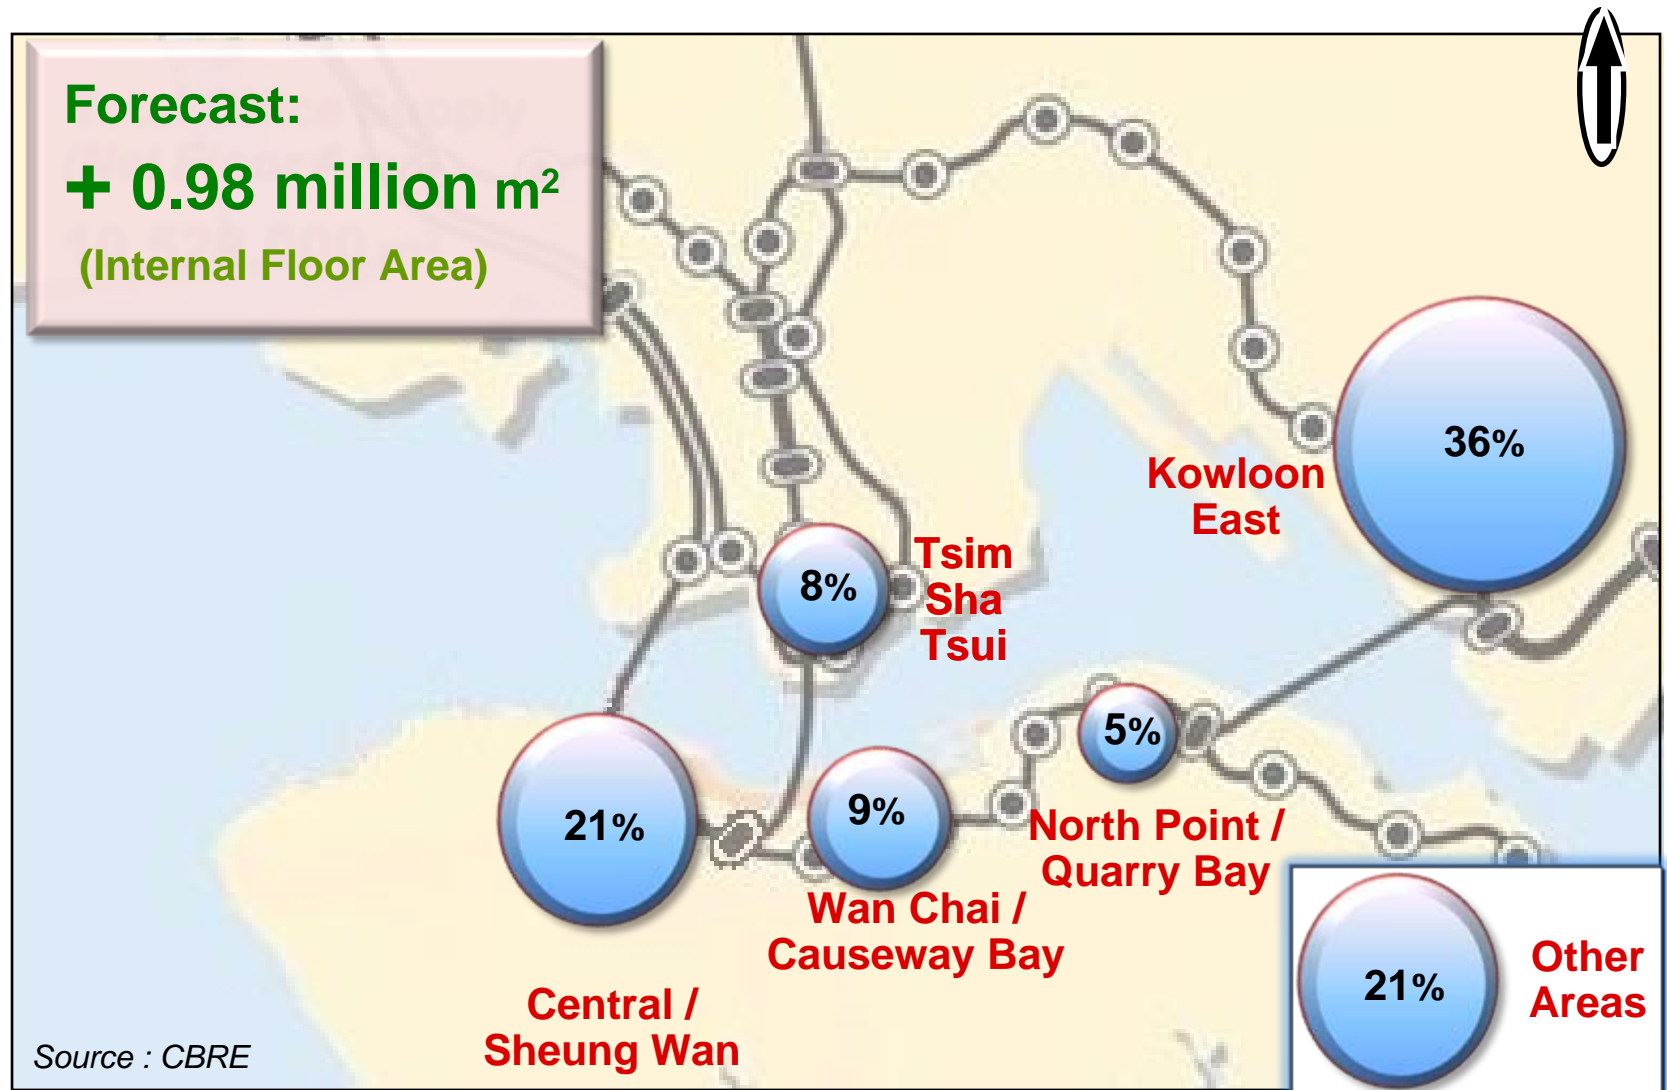 Forecast:
+ 0.98 million m²
(Internal Floor Area)
36%
Kowloon
East
8%
Tsim
Sha
Tsui
5%
North Point /
Quarry Bay
21%
Central /
Sheung Wan
9%
Wan Chai /
Causeway Bay
21%
Other
Areas
Source : CBRE